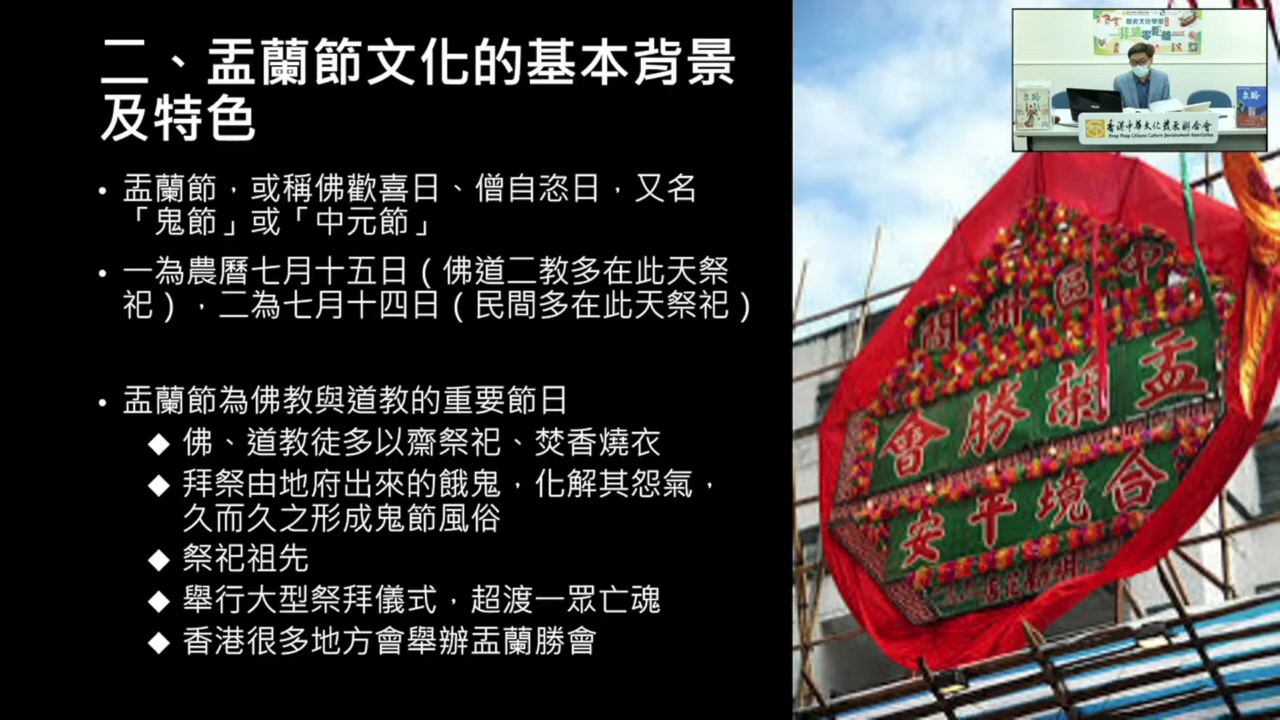 二、盂蘭節文化的基本背景
及特色
• 盂蘭節，或稱佛歡喜日、僧自恣日，又名
「鬼節」或「中元節」
• 一為農曆七月十五日（佛道二教多在此天祭
祀），二為七月十四日（民間多在此天祭祀）
• 盂蘭節為佛教與道教的重要節日
◆ 佛、道教徒多以齋祭祀、焚香燒衣
◆ 拜祭由地府出來的餓鬼，化解其怨氣，
久而久之形成鬼節風俗
◆ 祭祀祖先
◆ 舉行大型祭拜儀式，超渡一眾亡魂
◆ 香港很多地方會舉辦盂蘭勝會
香港中華文化發展聯合會
Hong Kong Chinese Culture Development Association
中區卅間
盂蘭勝會
合境平安